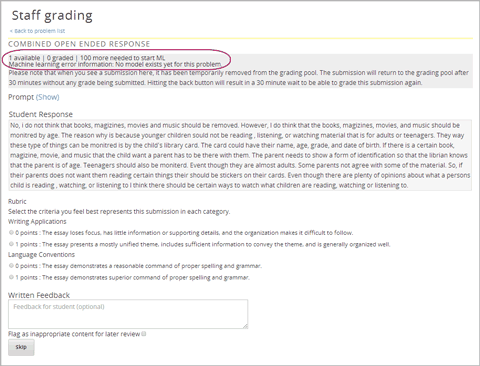 Staff grading
< Back to problem list
COMBINED OPEN ENDED RESPONSE
1 available | 0 graded | 100 more needed to start ML
Machine learning error information: No model exists yet for this problem.
Please note that when you see a submission here, it has been temporarily removed from the grading pool. The submission will return to the grading pool after
30 minutes without any grade being submitted. Hitting the back button will result in a 30 minute wait to be able to grade this submission again.
Prompt (Show)
Student Response
No, i do not think that books, magizines, movies and music should be removed. However, I do think that the books, magizines, movies, and music should be
monitred by age. The reason why is because younger children sould not be reading , listening, or watching material that is for adults or teenagers. They way
these type of things can be monitred is by the child's library card. The card could have their name, age, grade, and date of birth. If there is a certain book,
magizine, movie, and music that the child want a parent has to be there with them. The parent needs to show a form of Identification so that the librian knows
that the parent is of age. Teenagers should also be moniterd. Event though they are almost adults. Some parents not agree with some of the material. So, if
their parents does not want them reading certain things their should be stickers on their cards. Even though there are plenty of opinions about what a persons
child is reading , watching, or listening to I think there should be certain ways to watch what children are reading, watching or listening to.
Rubric
Select the criteria you feel best represents this submission in each category.
Writing Applications
0 points : The essay loses focus, has little information or supporting details, and the organization makes it difficult to follow.
1 points : The essay presents a mostly unified theme, includes sufficient information to convey the theme, and is generally organized well.
Language Conventions
0 points : The essay demonstrates a reasonable command of proper spelling and grammar.
1 points : The essay demonstrates superior command of proper spelling and grammar.
Written Feedback
Feedback for student (optional)
Flag as inappropriate content for later review
Skip